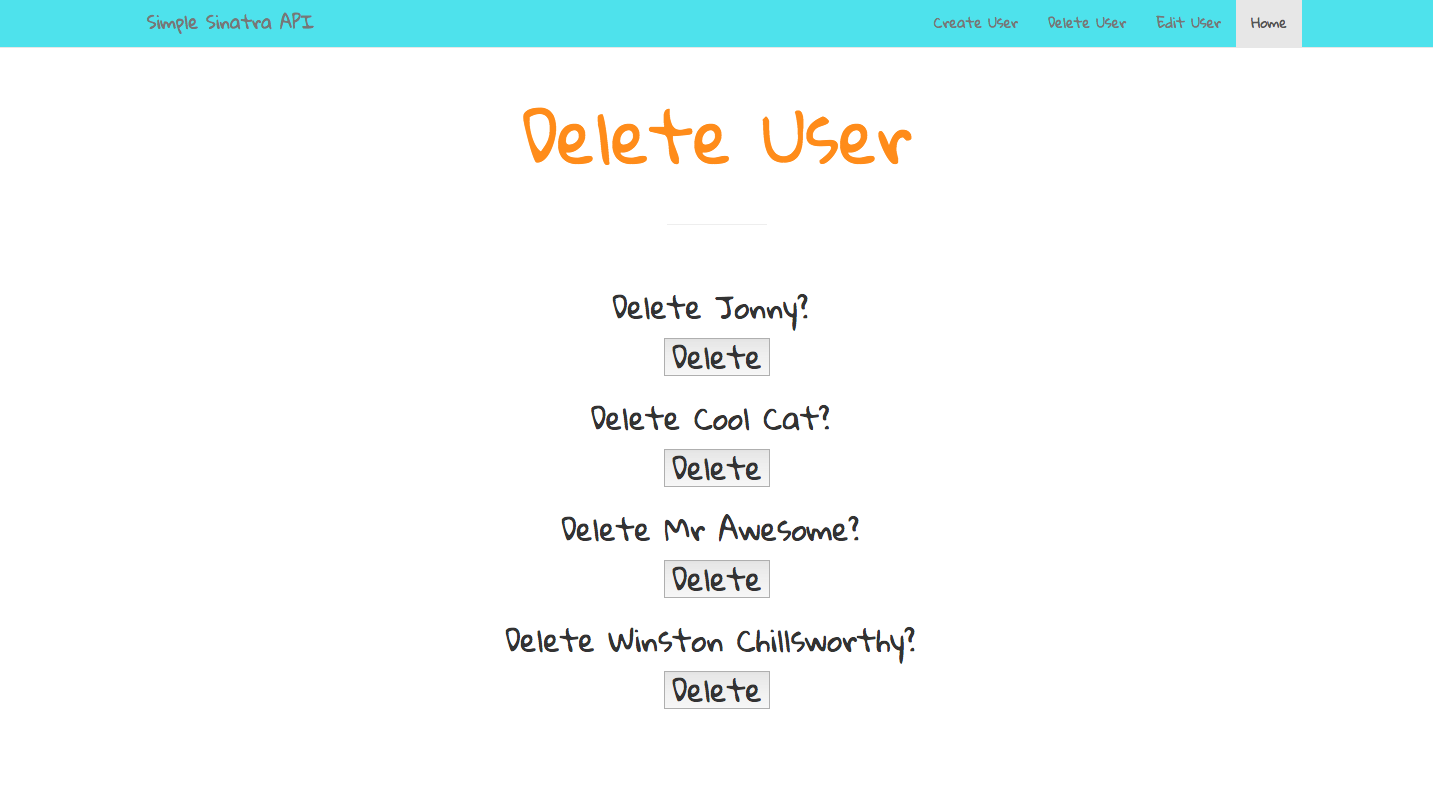 Simple Sinatra API Create User Delete User Edit User Home
Delete User
Delete Jonny?
Delete
Delete Cool Cat?
Delete
Delete Mr Awesome?
Delete
Delete Winston Chillsworthy?
Delete